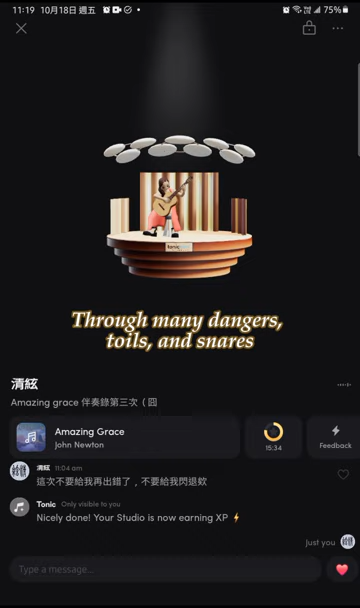 11:19 10月18日 週五
75%
Through many dangers,
toils, and snares
清絃
Amazing grace 伴奏錄第三次（囧
Amazing Grace
John Newton
15:34
Feedback
清絃 11:04 am
這次不要給我再出錯了，不要給我閃退欸
Tonic Only visible to you
Nicely done! Your Studio is now earning XP ⚡
Just you
Type a message...